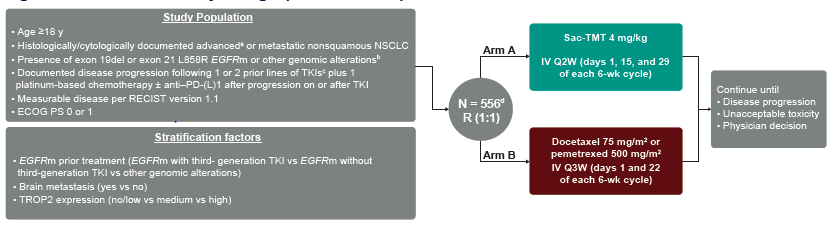 Study Population
• Age ≥18 y
• Histologically/cytologically documented advancedᵃ or metastatic nonsquamous NSCLC
• Presence of exon 19del or exon 21 L858R EGFRm or other genomic alterationsᵇ
• Documented disease progression following 1 or 2 prior lines of TKIsᶜ plus 1
platinum-based chemotherapy ± anti–PD-(L)1 after progression on or after TKI
• Measurable disease per RECIST version 1.1
• ECOG PS 0 or 1
Stratification factors
• EGFRm prior treatment (EGFRm with third- generation TKI vs EGFRm without
third-generation TKI vs other genomic alterations)
• Brain metastasis (yes vs no)
• TROP2 expression (no/low vs medium vs high)
N = 556ᵈ
R (1:1)
Arm A
Sac-TMT 4 mg/kg
IV Q2W (days 1, 15, and 29
of each 6-wk cycle)
Arm B
Docetaxel 75 mg/m² or
pemetrexed 500 mg/m²
IV Q3W (days 1 and 22
of each 6-wk cycle)
Continue until
• Disease progression
• Unacceptable toxicity
• Physician decision